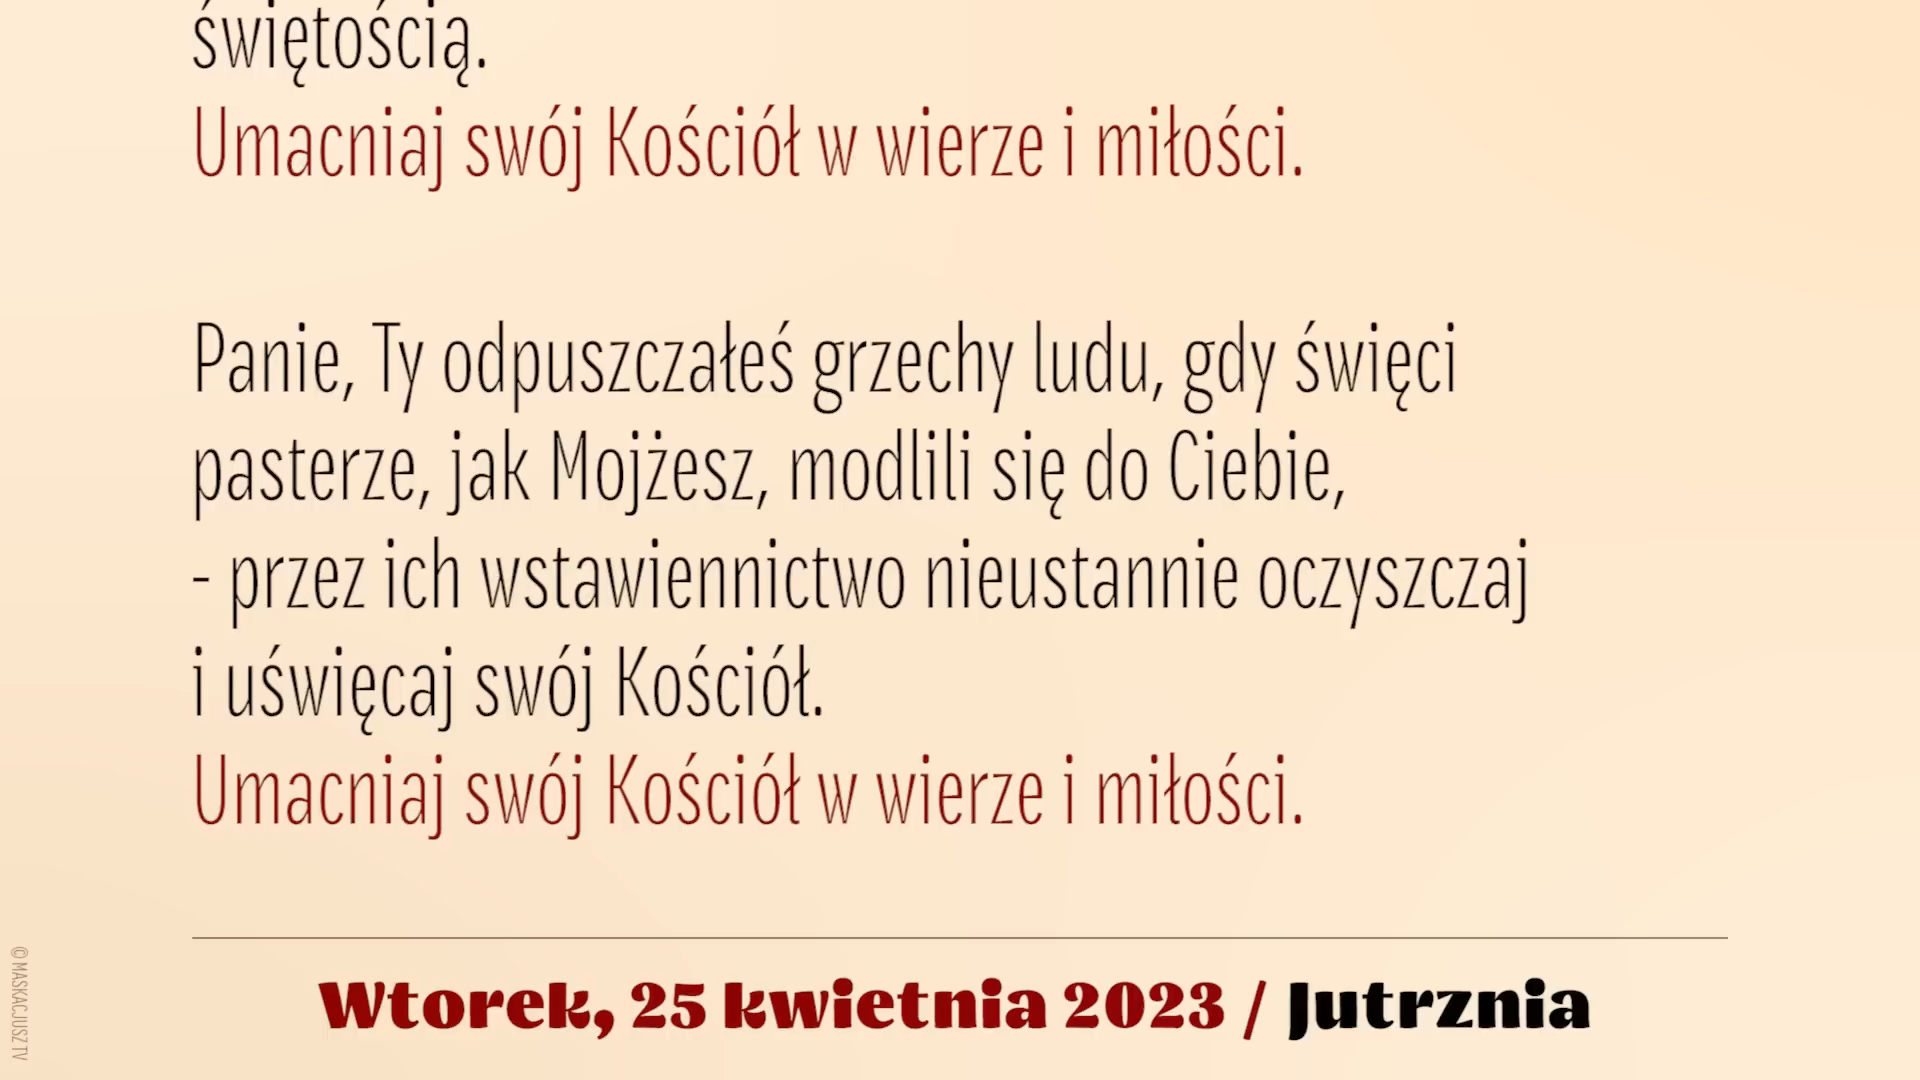 świętością.
Umacniaj swój Kościół w wierze i miłości.
Panie, Ty odpuszczałeś grzechy ludu, gdy święci
pasterze, jak Mojżesz, modlili się do Ciebie,
- przez ich wstawiennictwo nieustannie oczyszczaj
i uświęcaj swój Kościół.
Umacniaj swój Kościół w wierze i miłości.
Wtorek, 25 kwietnia 2023 / Jutrznia
© MASKACJUSZ TV